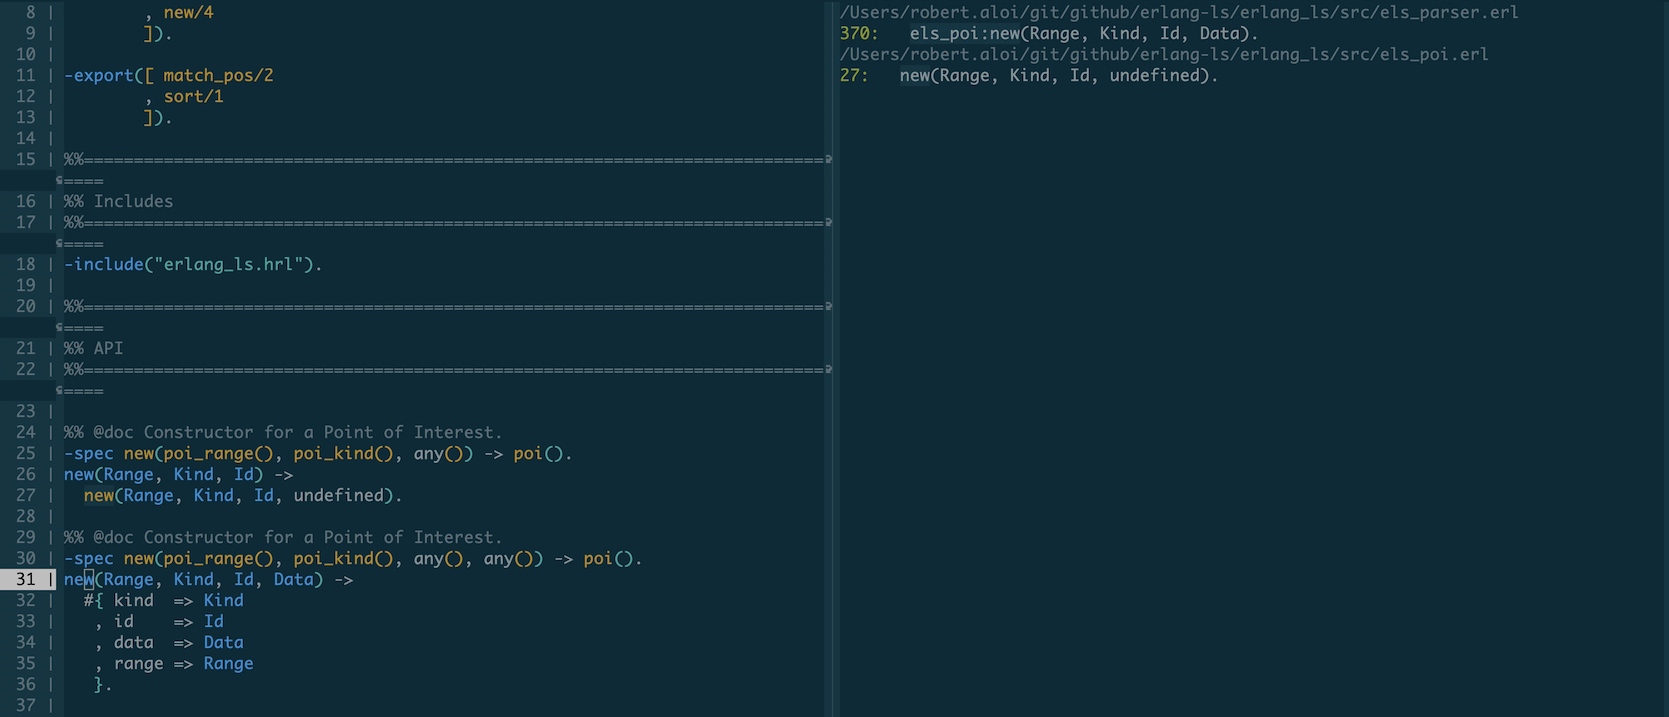 8 |         , new/4
9 |         ]).
10 |
11 | -export([ match_pos/2
12 |         , sort/1
13 |         ]).
14 |
15 | %%==========================================================================
====
16 | %% Includes
17 | %%==========================================================================
====
18 | -include("erlang_ls.hrl").
19 |
20 | %%==========================================================================
====
21 | %% API
22 | %%==========================================================================
====
23 |
24 | %% @doc Constructor for a Point of Interest.
25 | -spec new(poi_range(), poi_kind(), any()) -> poi().
26 | new(Range, Kind, Id) ->
27 |   new(Range, Kind, Id, undefined).
28 |
29 | %% @doc Constructor for a Point of Interest.
30 | -spec new(poi_range(), poi_kind(), any(), any()) -> poi().
31 | new(Range, Kind, Id, Data) ->
32 |   #{ kind  => Kind
33 |    , id    => Id
34 |    , data  => Data
35 |    , range => Range
36 |    }.
37 |
/Users/robert.aloi/git/github/erlang-ls/erlang_ls/src/els_parser.erl
370:   els_poi:new(Range, Kind, Id, Data).
/Users/robert.aloi/git/github/erlang-ls/erlang_ls/src/els_poi.erl
27:   new(Range, Kind, Id, undefined).